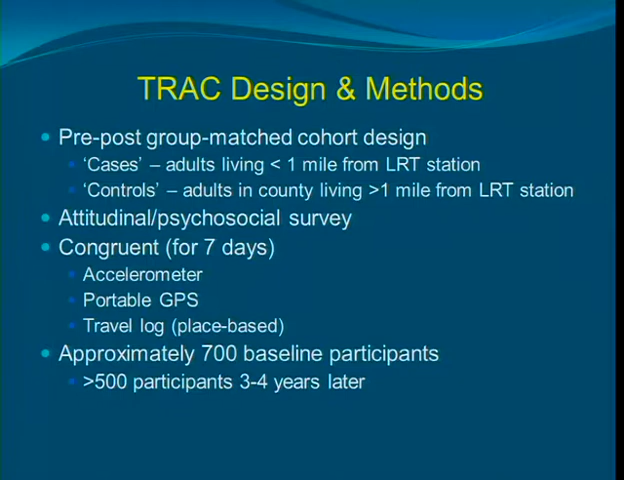 TRAC Design & Methods
• Pre-post group-matched cohort design
• ‘Cases’ – adults living < 1 mile from LRT station
• ‘Controls’ – adults in county living >1 mile from LRT station
• Attitudinal/psychosocial survey
• Congruent (for 7 days)
• Accelerometer
• Portable GPS
• Travel log (place-based)
• Approximately 700 baseline participants
• >500 participants 3-4 years later